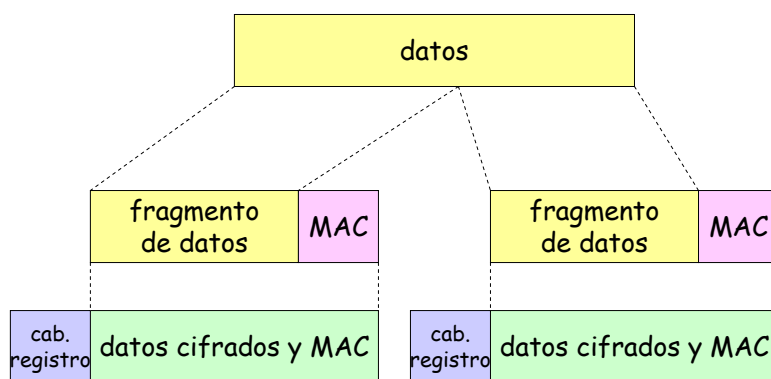 datos
fragmento
de datos
MAC
fragmento
de datos
MAC
cab.
registro
datos cifrados y MAC
cab.
registro
datos cifrados y MAC